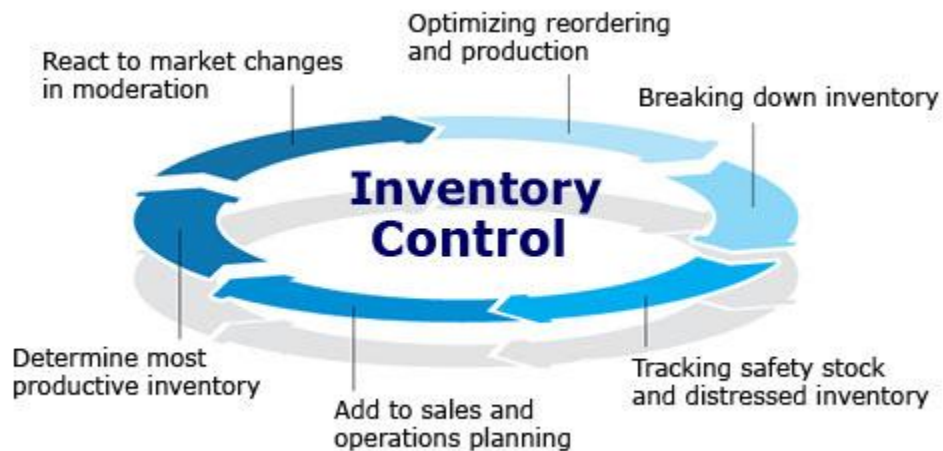 Optimizing reordering
and production
React to market changes
in moderation
Breaking down inventory
Inventory
Control
Determine most
productive inventory
Tracking safety stock
and distressed inventory
Add to sales and
operations planning